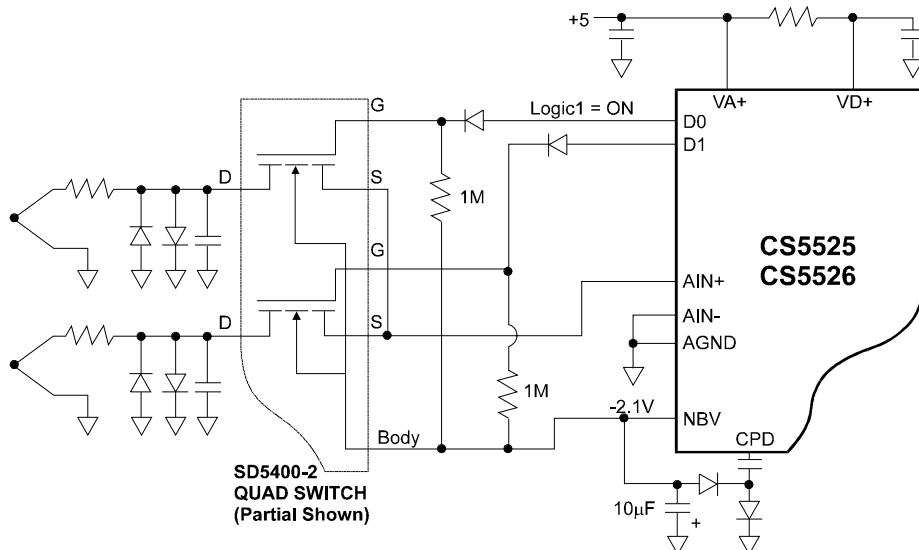 +5
VA+
VD+
G
Logic1 = ON
D0
D1
D
S
1M
G
CS5525
CS5526
AIN+
D
S
AIN-
AGND
1M
-2.1V
NBV
Body
CPD
SD5400-2
QUAD SWITCH
(Partial Shown)
10µF
+